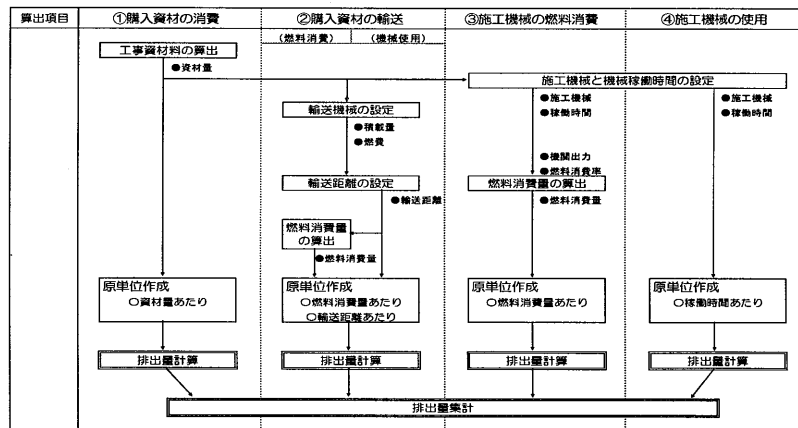 算出項目
①購入資材の消費
②購入資材の輸送
(燃料消費) (機械使用)
③施工機械の燃料消費
④施工機械の使用
工事資材料の算出
●資材量
施工機械と機械稼働時間の設定
輸送機械の設定
●積載量
●燃費
●施工機械
●稼働時間
●施工機械
●稼働時間
●機関出力
●燃料消費率
輸送距離の設定
燃料消費量の算出
●輸送距離
●燃料消費量
燃料消費量
の算出
●燃料消費量
原単位作成
○資材量あたり
原単位作成
○燃料消費量あたり
○輸送距離あたり
原単位作成
○燃料消費量あたり
原単位作成
○稼働時間あたり
排出量計算
排出量計算
排出量計算
排出量計算
排出量集計